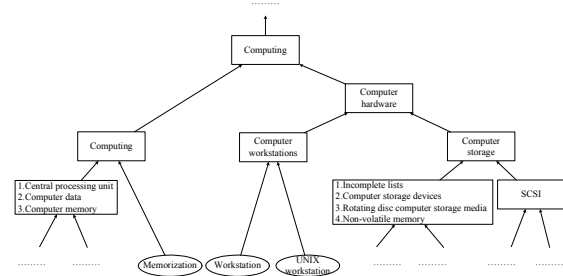 .........
Computing
Computer
hardware
Computing
Computer
workstations
Computer
storage
1.Central processing unit
2.Computer data
3.Computer memory
1.Incomplete lists
2.Computer storage devices
3.Rotating disc computer storage media
4.Non-volatile memory
SCSI
.........
.........
Memorization
Workstation
UNIX
workstation
.........
.........
.........
.........